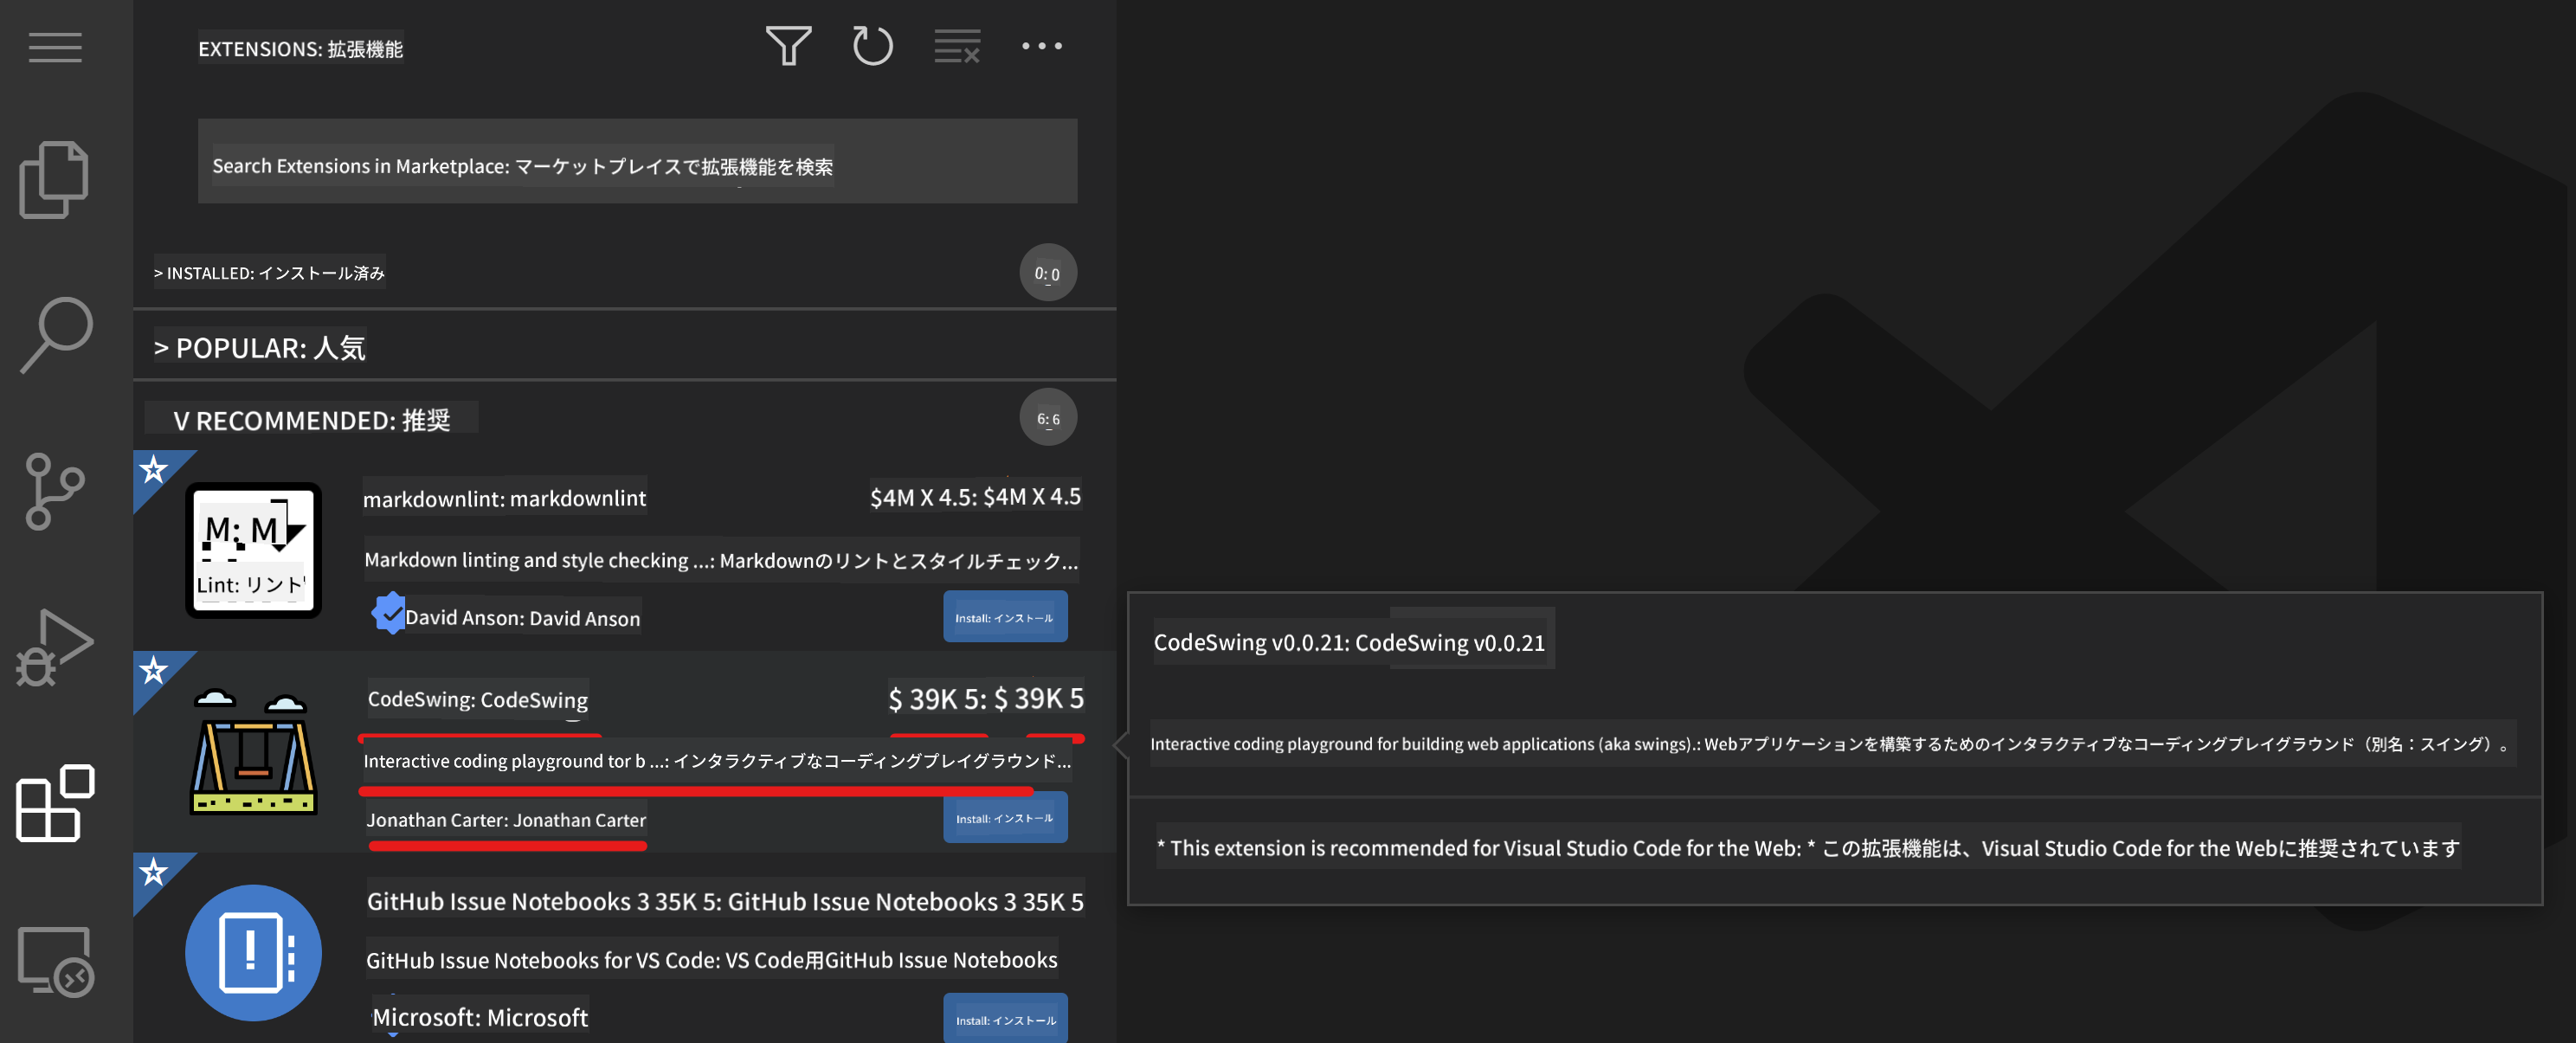 EXTENSIONS: 拡張機能
Search Extensions in Marketplace: マーケットプレイスで拡張機能を検索
> INSTALLED: インストール済み
0: 0
> POPULAR: 人気
V RECOMMENDED: 推奨
6: 6
M: M
Lint: リント
markdownlint: markdownlint
$4M X 4.5: $4M X 4.5
Markdown linting and style checking ...: Markdownのリントとスタイルチェック...
David Anson: David Anson
Install: インストール
CodeSwing: CodeSwing
$ 39K 5: $ 39K 5
Interactive coding playground tor b ...: インタラクティブなコーディングプレイグラウンド...
Jonathan Carter: Jonathan Carter
Install: インストール
GitHub Issue Notebooks 3 35K 5: GitHub Issue Notebooks 3 35K 5
GitHub Issue Notebooks for VS Code: VS Code用GitHub Issue Notebooks
Microsoft: Microsoft
Install: インストール
CodeSwing v0.0.21: CodeSwing v0.0.21
Interactive coding playground for building web applications (aka swings).: Webアプリケーションを構築するためのインタラクティブなコーディングプレイグラウンド（別名：スイング）。
* This extension is recommended for Visual Studio Code for the Web: * この拡張機能は、Visual Studio Code for the Webに推奨されています